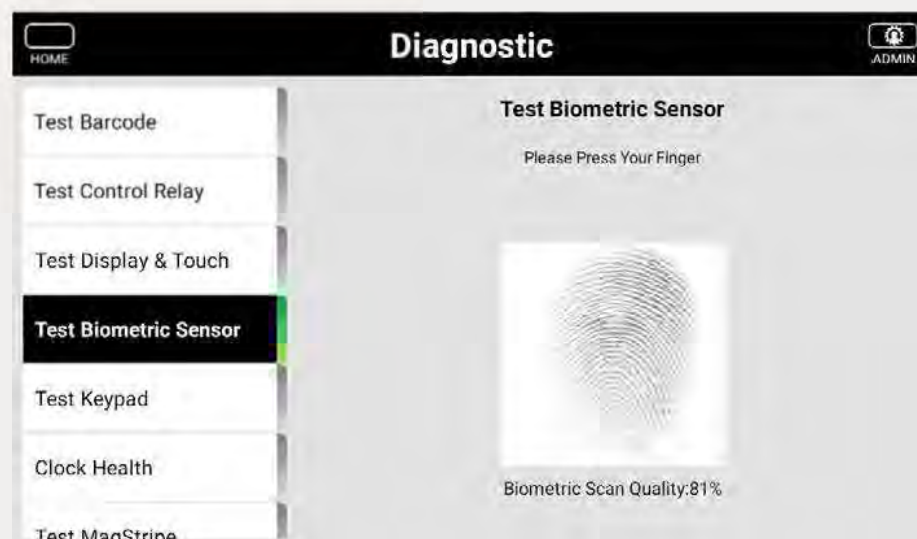 HOME
Diagnostic
ADMIN
Test Barcode
Test Control Relay
Test Display & Touch
Test Biometric Sensor
Test Keypad
Clock Health
Test MagStripe
Test Biometric Sensor
Please Press Your Finger
Biometric Scan Quality:81%